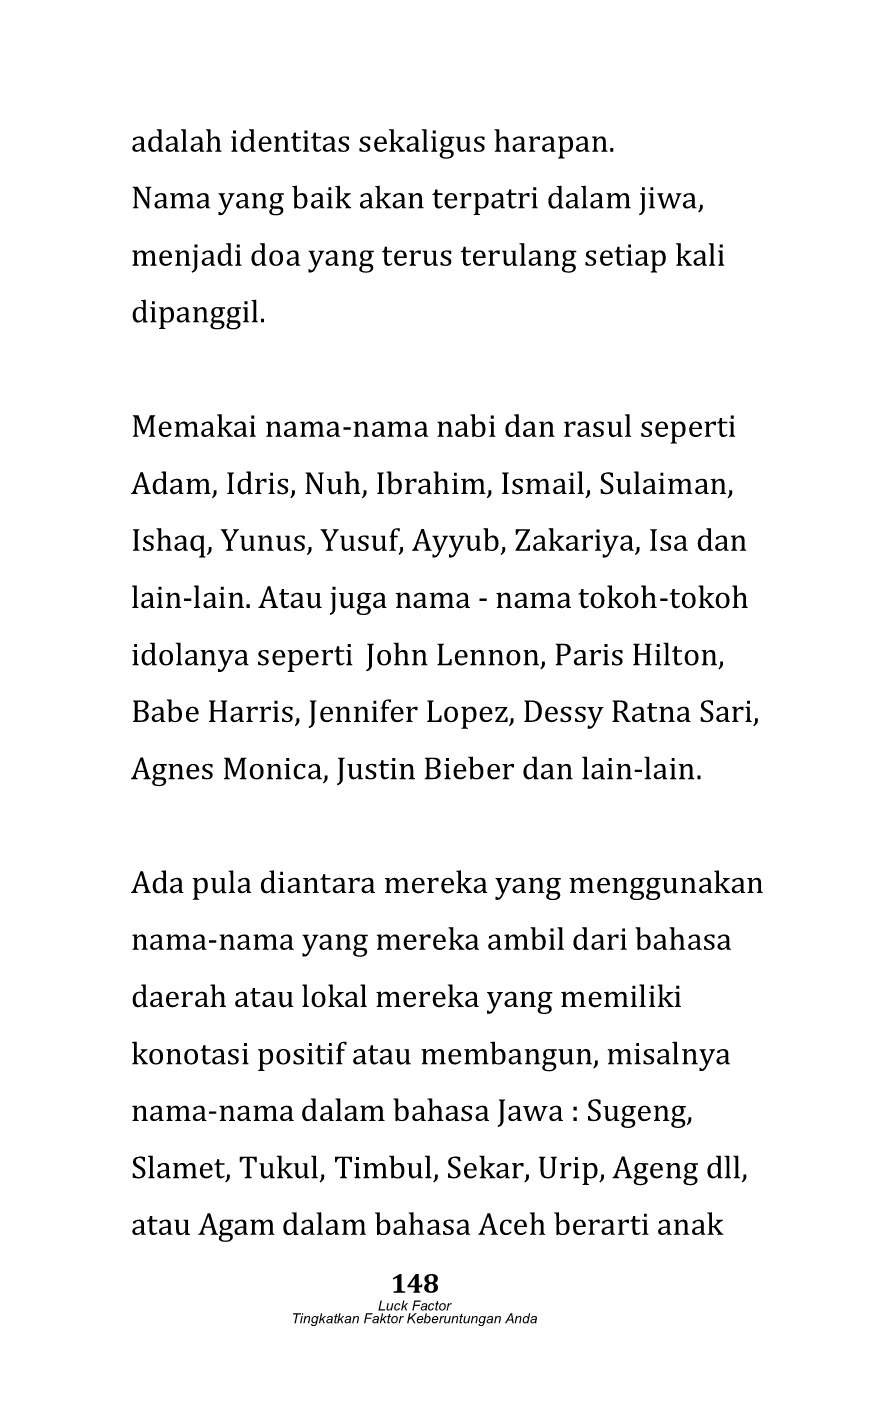 adalah identitas sekaligus harapan.
Nama yang baik akan terpatri dalam jiwa,
menjadi doa yang terus terulang setiap kali
dipanggil.
Memakai nama-nama nabi dan rasul seperti
Adam, Idris, Nuh, Ibrahim, Ismail, Sulaiman,
Ishaq, Yunus, Yusuf, Ayyub, Zakariya, Isa dan
lain-lain. Atau juga nama - nama tokoh-tokoh
idolanya seperti John Lennon, Paris Hilton,
Babe Harris, Jennifer Lopez, Dessy Ratna Sari,
Agnes Monica, Justin Bieber dan lain-lain.
Ada pula diantara mereka yang menggunakan
nama-nama yang mereka ambil dari bahasa
daerah atau lokal mereka yang memiliki
konotasi positif atau membangun, misalnya
nama-nama dalam bahasa Jawa : Sugeng,
Slamet, Tukul, Timbul, Sekar, Urip, Ageng dll,
atau Agam dalam bahasa Aceh berarti anak
148
Luck Factor
Tingkatkan Faktor Keberuntungan Anda